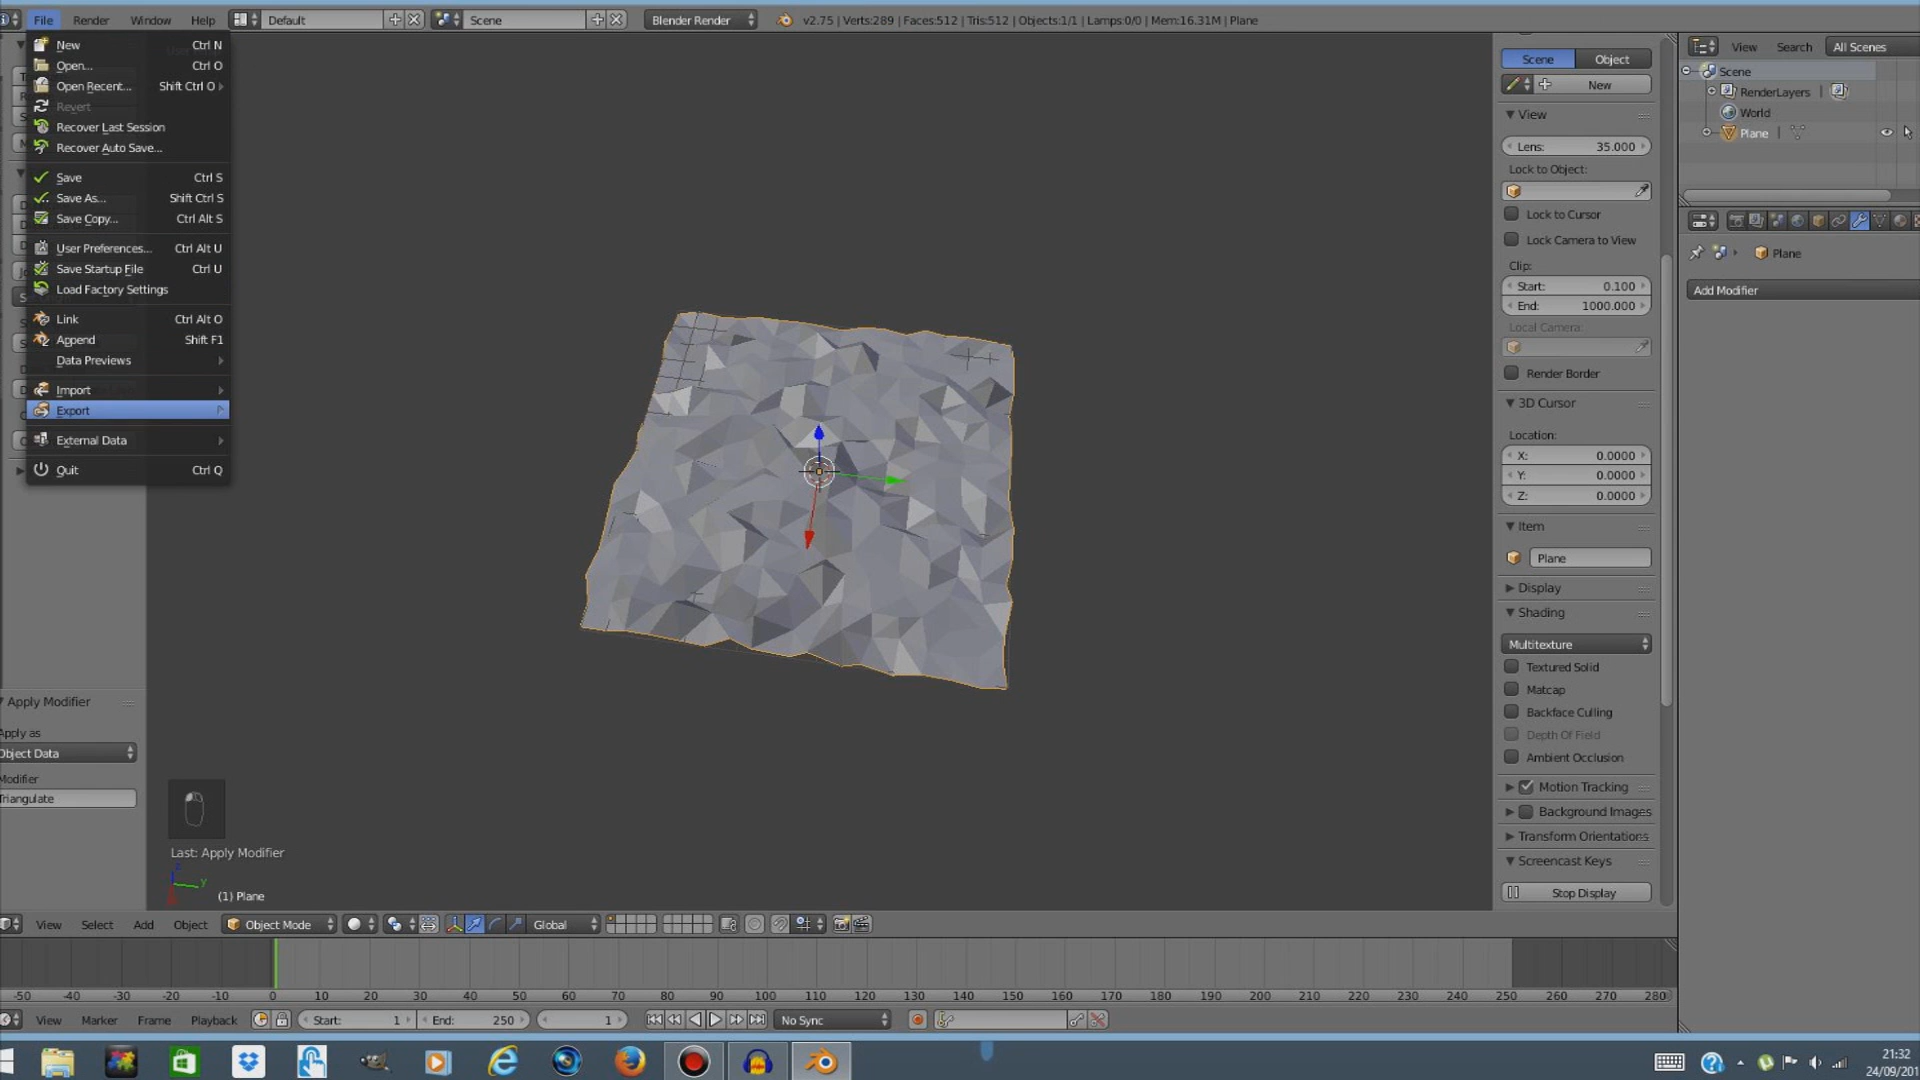 File Render Window Help Default Scene Blender Render v2.75 | Verts:289 | Faces:512 | Tris:512 | Objects:1/1 | Lamps:0/0 | Mem:16.31M | Plane
New Ctrl N
Open... Ctrl O
Open Recent... Shift Ctrl O
Revert
Recover Last Session
Recover Auto Save...
Save Ctrl S
Save As... Shift Ctrl S
Save Copy... Ctrl Alt S
User Preferences... Ctrl Alt U
Save Startup File Ctrl U
Load Factory Settings
Link Ctrl Alt O
Append Shift F1
Data Previews
Import
Export
External Data
Quit Ctrl Q
Apply Modifier
Apply as
Object Data
Modifier
Triangulate
Last: Apply Modifier
y
(1) Plane
Scene Object
New
View
Lens: 35.000
Lock to Object:
Lock to Cursor
Lock Camera to View
Clip:
Start: 0.100
End: 1000.000
Local Camera:
Render Border
3D Cursor
Location:
X: 0.0000
Y: 0.0000
Z: 0.0000
Item
Plane
Display
Shading
Multitexture
Textured Solid
Matcap
Backface Culling
Depth Of Field
Ambient Occlusion
Motion Tracking
Background Images
Transform Orientations
Screencast Keys
Stop Display
View Search All Scenes
Scene
RenderLayers |
World
Plane |
Plane
Add Modifier
View Select Add Object Object Mode Global
-50 -40 -30 -20 -10 0 10 20 30 40 50 60 70 80 90 100 110 120 130 140 150 160 170 180 190 200 210 220 230 240 250 260 270 280
View Marker Frame Playback Start: 1 End: 250 1 No Sync
21:32
24/09/201